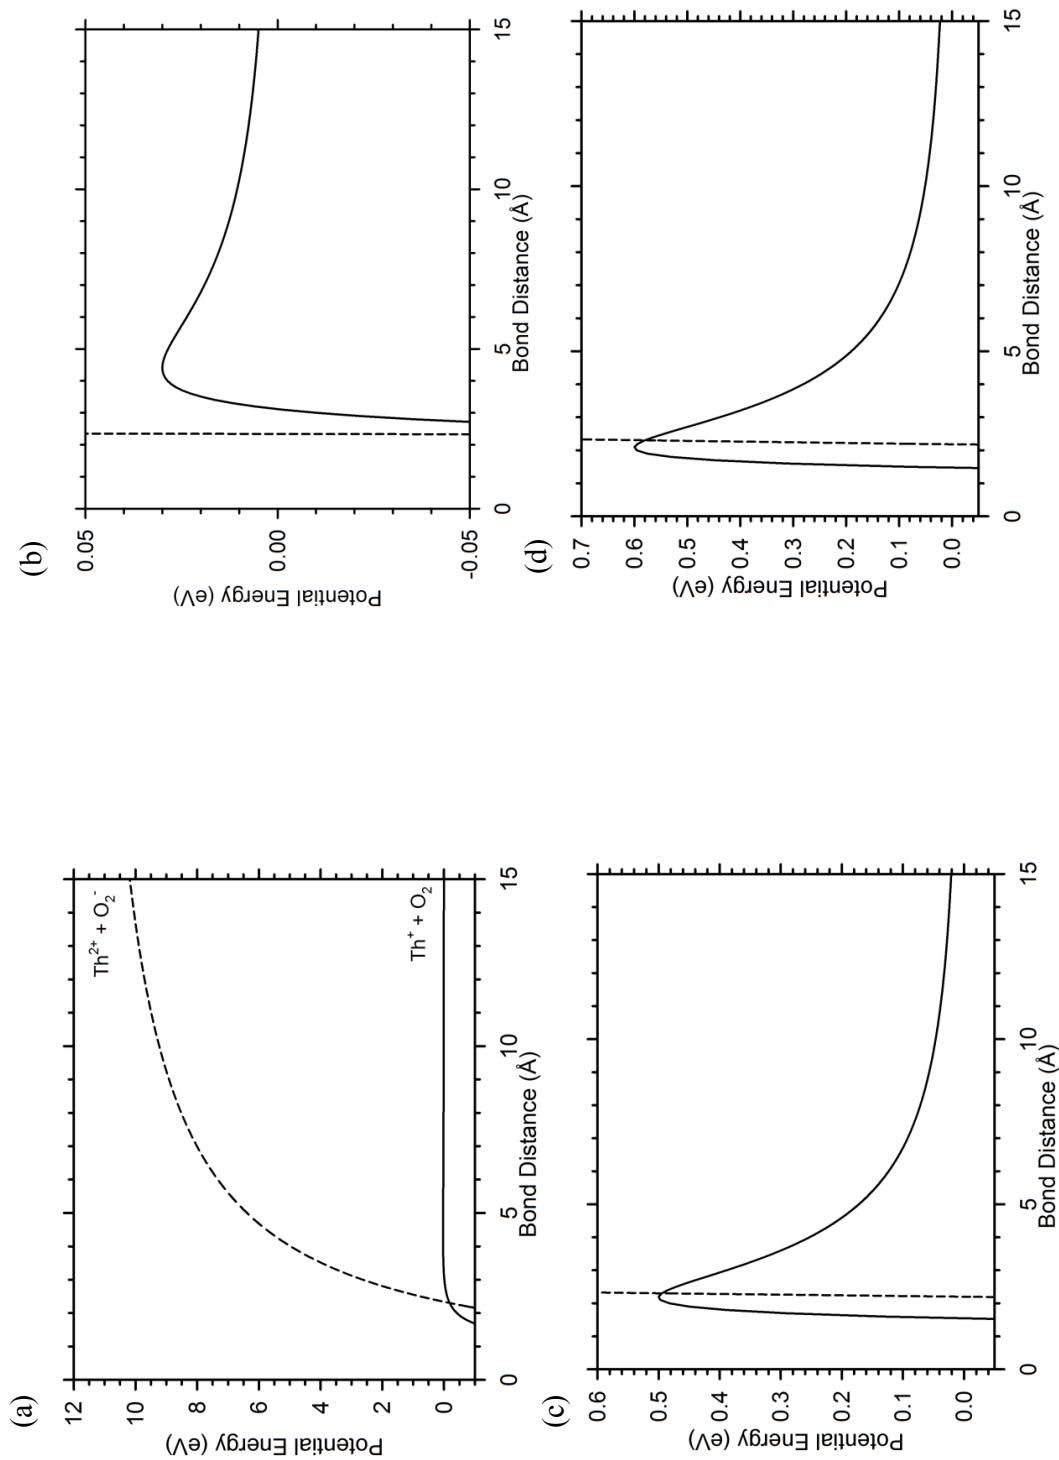 (a)
12
10
8
6
4
2
0
Potential Energy (eV)
Th2+ + O2-
Th+ + O2
0 5 10 15
Bond Distance (Å)
(b)
0.05
0.00
-0.05
Potential Energy (eV)
0 5 10 15
Bond Distance (Å)
(c)
0.6
0.5
0.4
0.3
0.2
0.1
0.0
Potential Energy (eV)
0 5 10 15
Bond Distance (Å)
(d)
0.7
0.6
0.5
0.4
0.3
0.2
0.1
0.0
Potential Energy (eV)
0 5 10 15
Bond Distance (Å)